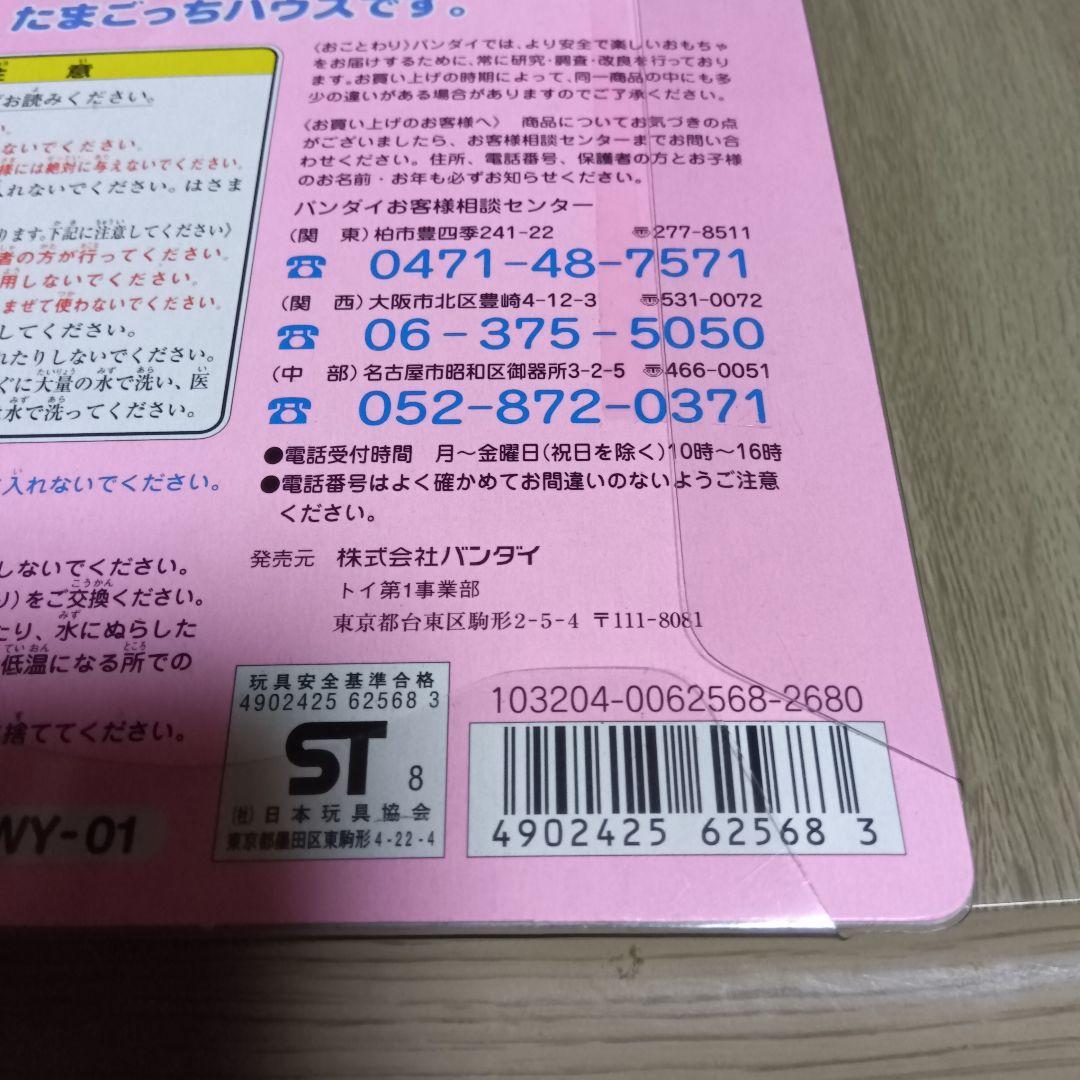 たまごっちハウスです。
注意
お読みください。
い。
ないでください。
様には絶対に与えないでください。
れないでください。はさま
ります。下記に注意してください》
者の方が行ってください。
用しないでください。
まぜて使わないでください。
してください。
れたりしないでください。
ぐに大量の水で洗い、医
水で洗ってください。
入れないでください。
しないでください。
り)をご交換ください。
たり、水にぬらした
低温になる所での
捨ててください。
WY-01
〈おことわり〉バンダイでは、より安全で楽しいおもちゃ
をお届けするために、常に研究・調査・改良を行っており
ます。お買い上げの時期によって、同一商品の中にも多
少の違いがある場合がありますのでご了承ください。
〈お買い上げのお客様へ〉 商品についてお気づきの点
がございましたら、お客様相談センターまでお問い合
わせください。住所、電話番号、保護者の方とお子様
のお名前・お年も必ずお知らせください。
バンダイお客様相談センター
(関 東)柏市豊四季241-22 〠277-8511
☎ 0471-48-7571
(関 西)大阪市北区豊崎4-12-3 〠531-0072
☎ 06-375-5050
(中 部)名古屋市昭和区御器所3-2-5 〠466-0051
☎ 052-872-0371
●電話受付時間 月〜金曜日(祝日を除く)10時〜16時
●電話番号はよく確かめてお間違いのないようご注意
ください。
発売元 株式会社バンダイ
トイ第1事業部
東京都台東区駒形2-5-4 〒111-8081
玩具安全基準合格
4902425 62568 3
ST 8
(社)日本玩具協会
東京都墨田区東駒形4-22-4
103204-0062568-2680
4902425 62568 3